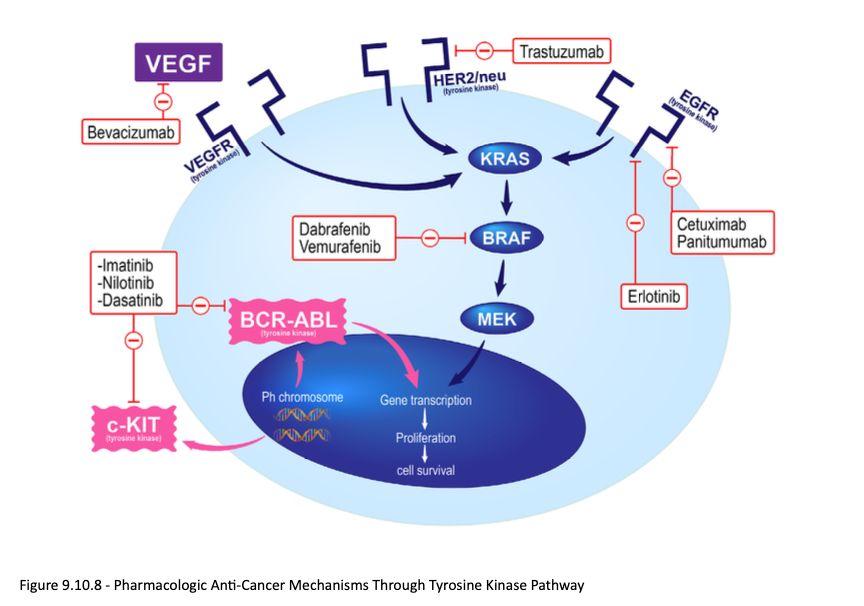 VEGF
Bevacizumab
VEGFR
(tyrosine kinase)
HER2/neu
(tyrosine kinase)
Trastuzumab
EGFR
(tyrosine kinase)
KRAS
Dabrafenib
Vemurafenib
BRAF
Cetuximab
Panitumumab
Erlotinib
-Imatinib
-Nilotinib
-Dasatinib
BCR-ABL
(tyrosine kinase)
MEK
Ph chromosome
Gene transcription
c-KIT
(tyrosine kinase)
Proliferation
cell survival
Figure 9.10.8 - Pharmacologic Anti-Cancer Mechanisms Through Tyrosine Kinase Pathway